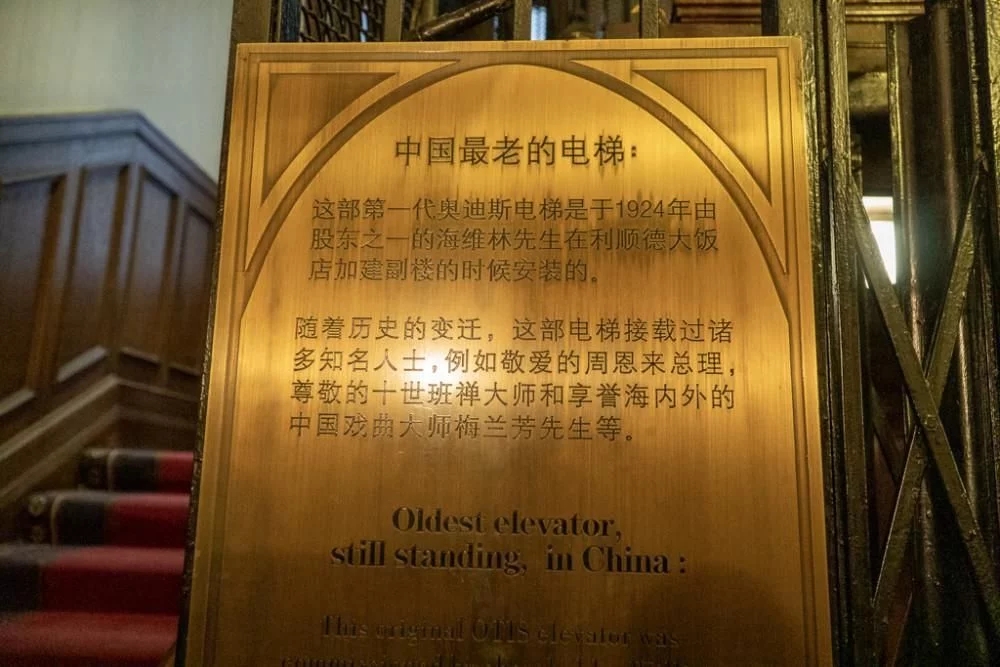 中国最老的电梯：
这部第一代奥迪斯电梯是于1924年由
股东之一的海维林先生在利顺德大饭
店加建副楼的时候安装的。
随着历史的变迁，这部电梯接载过诸
多知名人士，例如敬爱的周恩来总理，
尊敬的十世班禅大师和享誉海内外的
中国戏曲大师梅兰芳先生等。
Oldest elevator,
still standing, in China :
This original OTIS elevator was